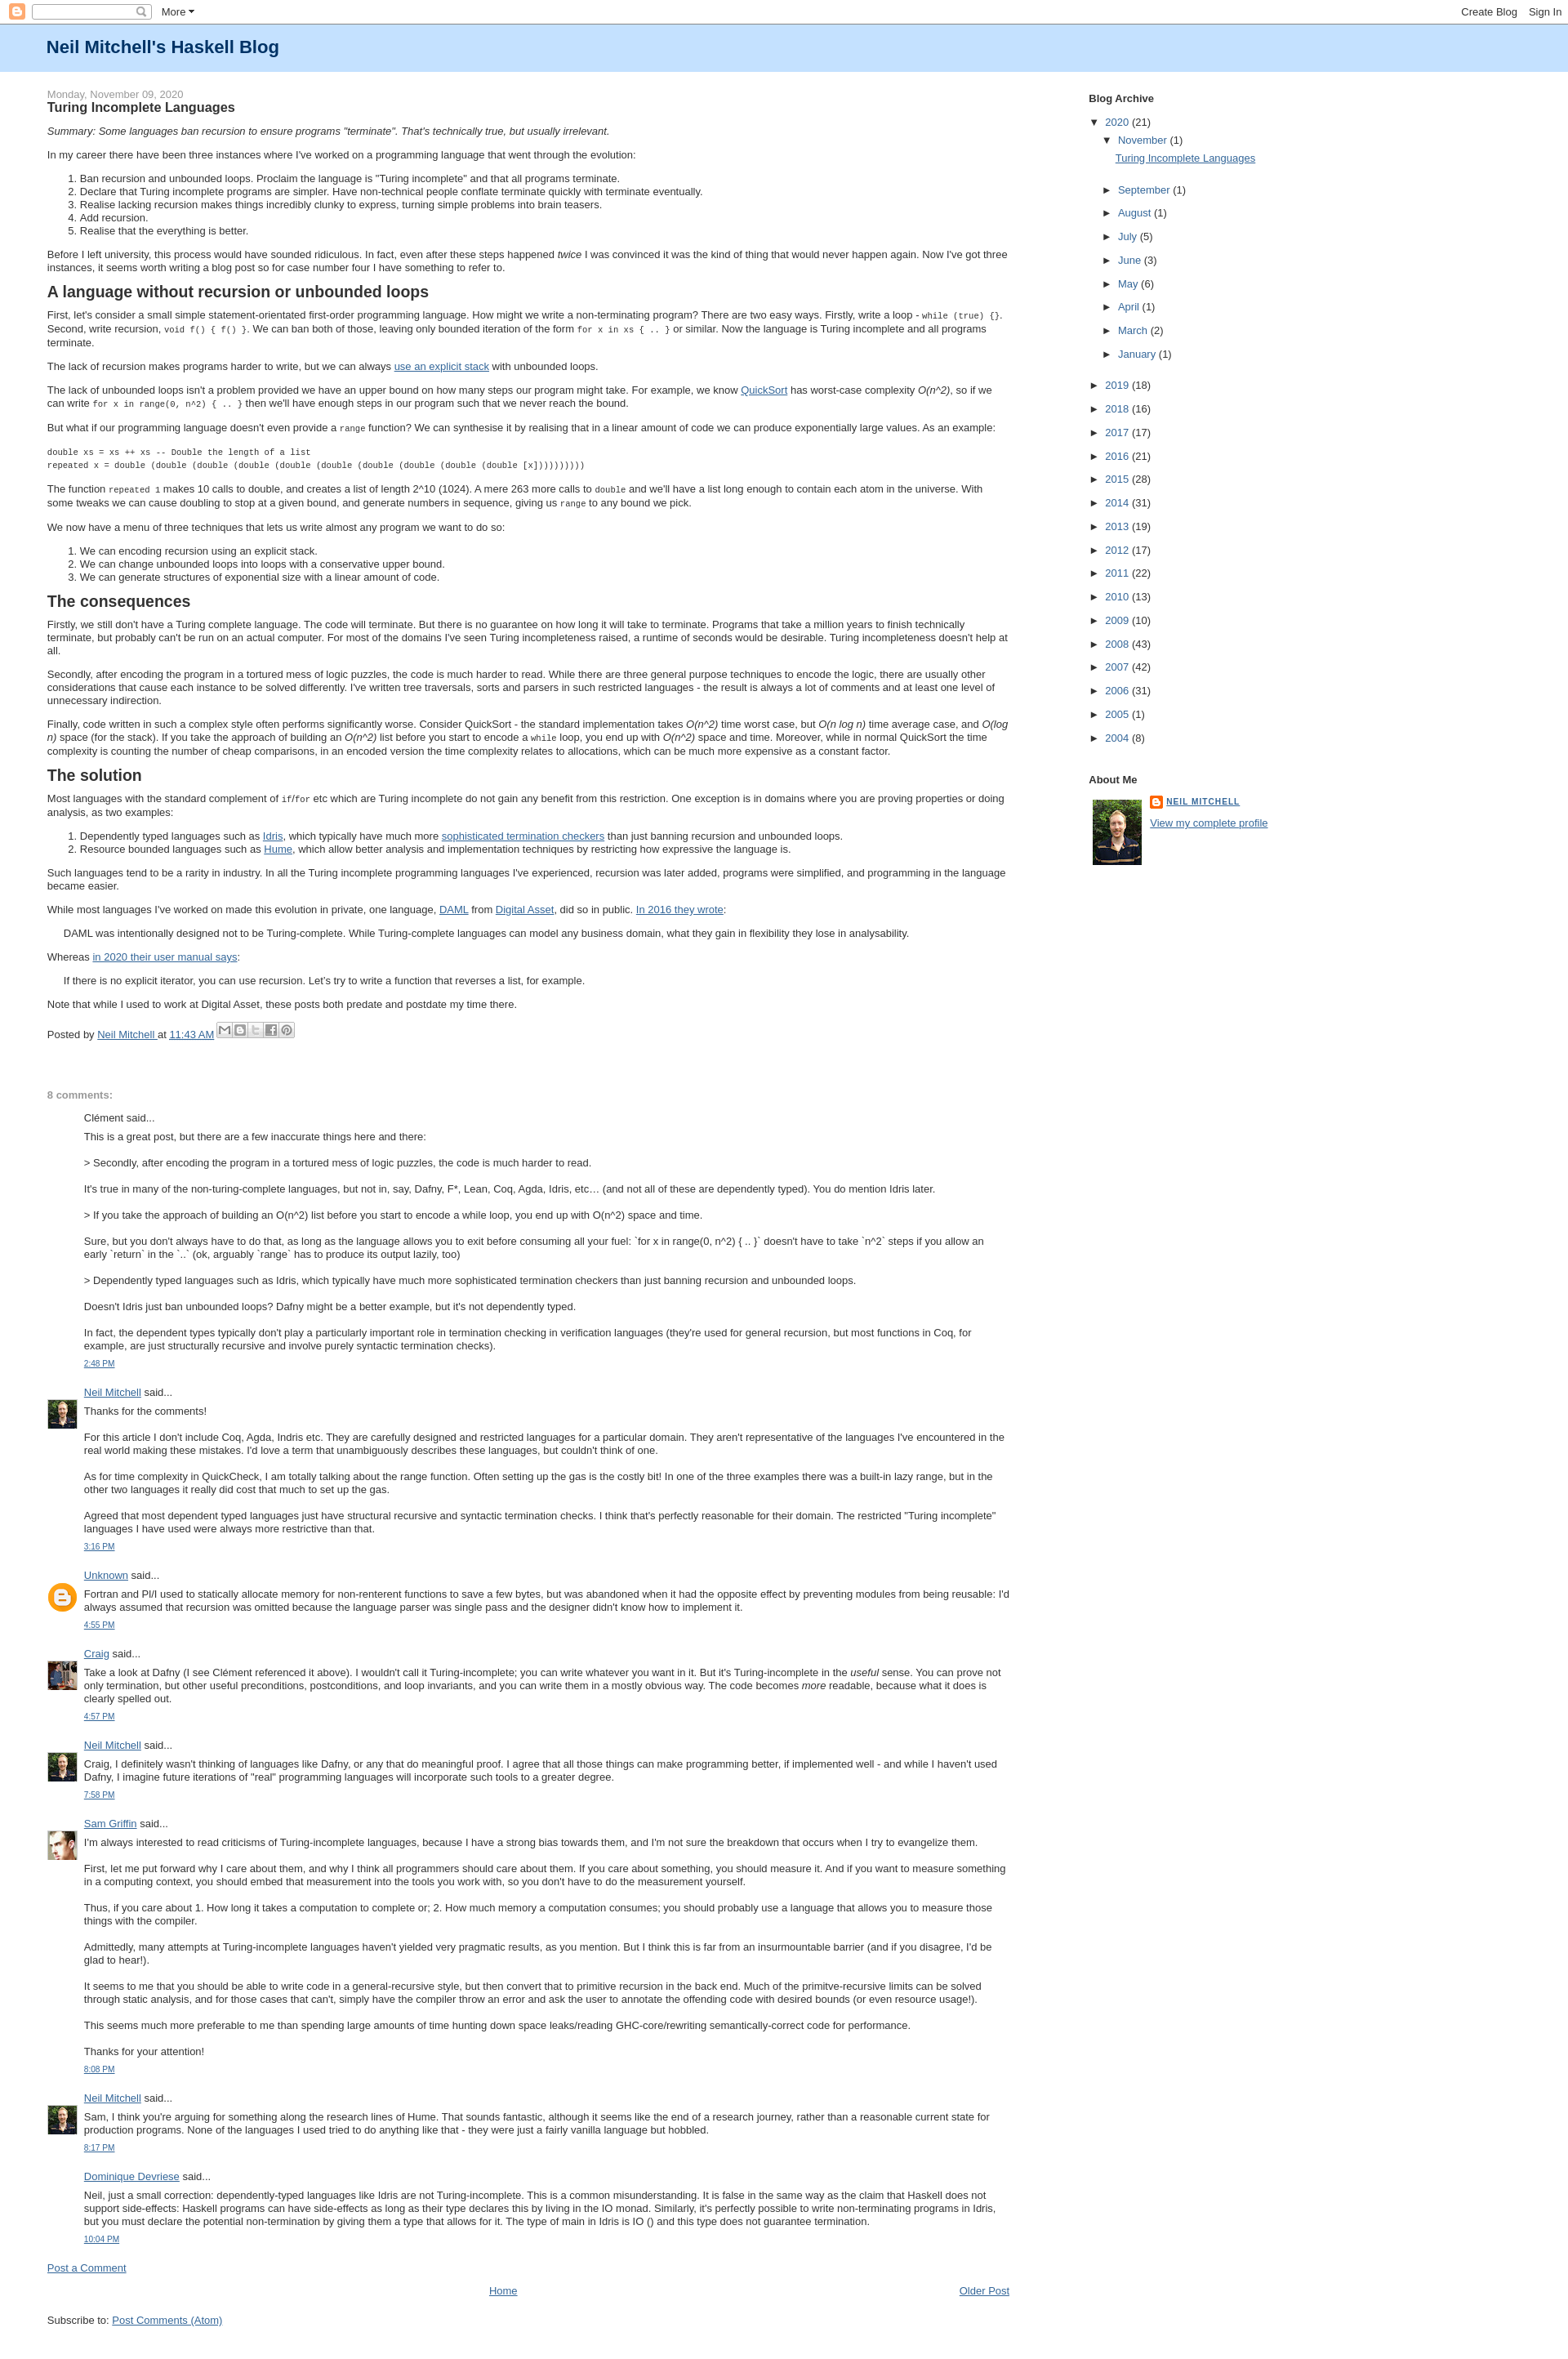 More
Create Blog Sign In
Neil Mitchell's Haskell Blog
Monday, November 09, 2020
Turing Incomplete Languages
Summary: Some languages ban recursion to ensure programs "terminate". That's technically true, but usually irrelevant.
In my career there have been three instances where I've worked on a programming language that went through the evolution:
1. Ban recursion and unbounded loops. Proclaim the language is "Turing incomplete" and that all programs terminate.
2. Declare that Turing incomplete programs are simpler. Have non-technical people conflate terminate quickly with terminate eventually.
3. Realise lacking recursion makes things incredibly clunky to express, turning simple problems into brain teasers.
4. Add recursion.
5. Realise that the everything is better.
Before I left university, this process would have sounded ridiculous. In fact, even after these steps happened twice I was convinced it was the kind of thing that would never happen again. Now I've got three
instances, it seems worth writing a blog post so for case number four I have something to refer to.
A language without recursion or unbounded loops
First, let's consider a small simple statement-orientated first-order programming language. How might we write a non-terminating program? There are two easy ways. Firstly, write a loop - while (true) {}.
Second, write recursion, void f() { f() }. We can ban both of those, leaving only bounded iteration of the form for x in xs { .. } or similar. Now the language is Turing incomplete and all programs
terminate.
The lack of recursion makes programs harder to write, but we can always use an explicit stack with unbounded loops.
The lack of unbounded loops isn't a problem provided we have an upper bound on how many steps our program might take. For example, we know QuickSort has worst-case complexity O(n^2), so if we
can write for x in range(0, n^2) { .. } then we'll have enough steps in our program such that we never reach the bound.
But what if our programming language doesn't even provide a range function? We can synthesise it by realising that in a linear amount of code we can produce exponentially large values. As an example:
double xs = xs ++ xs -- Double the length of a list
repeated x = double (double (double (double (double (double (double (double (double (double [x])))))))))
The function repeated 1 makes 10 calls to double, and creates a list of length 2^10 (1024). A mere 263 more calls to double and we'll have a list long enough to contain each atom in the universe. With
some tweaks we can cause doubling to stop at a given bound, and generate numbers in sequence, giving us range to any bound we pick.
We now have a menu of three techniques that lets us write almost any program we want to do so:
1. We can encoding recursion using an explicit stack.
2. We can change unbounded loops into loops with a conservative upper bound.
3. We can generate structures of exponential size with a linear amount of code.
The consequences
Firstly, we still don't have a Turing complete language. The code will terminate. But there is no guarantee on how long it will take to terminate. Programs that take a million years to finish technically
terminate, but probably can't be run on an actual computer. For most of the domains I've seen Turing incompleteness raised, a runtime of seconds would be desirable. Turing incompleteness doesn't help at
all.
Secondly, after encoding the program in a tortured mess of logic puzzles, the code is much harder to read. While there are three general purpose techniques to encode the logic, there are usually other
considerations that cause each instance to be solved differently. I've written tree traversals, sorts and parsers in such restricted languages - the result is always a lot of comments and at least one level of
unnecessary indirection.
Finally, code written in such a complex style often performs significantly worse. Consider QuickSort - the standard implementation takes O(n^2) time worst case, but O(n log n) time average case, and O(log
n) space (for the stack). If you take the approach of building an O(n^2) list before you start to encode a while loop, you end up with O(n^2) space and time. Moreover, while in normal QuickSort the time
complexity is counting the number of cheap comparisons, in an encoded version the time complexity relates to allocations, which can be much more expensive as a constant factor.
The solution
Most languages with the standard complement of if/for etc which are Turing incomplete do not gain any benefit from this restriction. One exception is in domains where you are proving properties or doing
analysis, as two examples:
1. Dependently typed languages such as Idris, which typically have much more sophisticated termination checkers than just banning recursion and unbounded loops.
2. Resource bounded languages such as Hume, which allow better analysis and implementation techniques by restricting how expressive the language is.
Such languages tend to be a rarity in industry. In all the Turing incomplete programming languages I've experienced, recursion was later added, programs were simplified, and programming in the language
became easier.
While most languages I've worked on made this evolution in private, one language, DAML from Digital Asset, did so in public. In 2016 they wrote:
DAML was intentionally designed not to be Turing-complete. While Turing-complete languages can model any business domain, what they gain in flexibility they lose in analysability.
Whereas in 2020 their user manual says:
If there is no explicit iterator, you can use recursion. Let's try to write a function that reverses a list, for example.
Note that while I used to work at Digital Asset, these posts both predate and postdate my time there.
Posted by Neil Mitchell at 11:43 AM
8 comments:
Clément said...
This is a great post, but there are a few inaccurate things here and there:
> Secondly, after encoding the program in a tortured mess of logic puzzles, the code is much harder to read.
It's true in many of the non-turing-complete languages, but not in, say, Dafny, F*, Lean, Coq, Agda, Idris, etc… (and not all of these are dependently typed). You do mention Idris later.
> If you take the approach of building an O(n^2) list before you start to encode a while loop, you end up with O(n^2) space and time.
Sure, but you don't always have to do that, as long as the language allows you to exit before consuming all your fuel: `for x in range(0, n^2) { .. }` doesn't have to take `n^2` steps if you allow an
early `return` in the `..` (ok, arguably `range` has to produce its output lazily, too)
> Dependently typed languages such as Idris, which typically have much more sophisticated termination checkers than just banning recursion and unbounded loops.
Doesn't Idris just ban unbounded loops? Dafny might be a better example, but it's not dependently typed.
In fact, the dependent types typically don't play a particularly important role in termination checking in verification languages (they're used for general recursion, but most functions in Coq, for
example, are just structurally recursive and involve purely syntactic termination checks).
2:48 PM
Neil Mitchell said...
Thanks for the comments!
For this article I don't include Coq, Agda, Indris etc. They are carefully designed and restricted languages for a particular domain. They aren't representative of the languages I've encountered in the
real world making these mistakes. I'd love a term that unambiguously describes these languages, but couldn't think of one.
As for time complexity in QuickCheck, I am totally talking about the range function. Often setting up the gas is the costly bit! In one of the three examples there was a built-in lazy range, but in the
other two languages it really did cost that much to set up the gas.
Agreed that most dependent typed languages just have structural recursive and syntactic termination checks. I think that's perfectly reasonable for their domain. The restricted "Turing incomplete"
languages I have used were always more restrictive than that.
3:16 PM
Unknown said...
Fortran and Pl/I used to statically allocate memory for non-renterent functions to save a few bytes, but was abandoned when it had the opposite effect by preventing modules from being reusable: I'd
always assumed that recursion was omitted because the language parser was single pass and the designer didn't know how to implement it.
4:55 PM
Craig said...
Take a look at Dafny (I see Clément referenced it above). I wouldn't call it Turing-incomplete; you can write whatever you want in it. But it's Turing-incomplete in the useful sense. You can prove not
only termination, but other useful preconditions, postconditions, and loop invariants, and you can write them in a mostly obvious way. The code becomes more readable, because what it does is
clearly spelled out.
4:57 PM
Neil Mitchell said...
Craig, I definitely wasn't thinking of languages like Dafny, or any that do meaningful proof. I agree that all those things can make programming better, if implemented well - and while I haven't used
Dafny, I imagine future iterations of "real" programming languages will incorporate such tools to a greater degree.
7:58 PM
Sam Griffin said...
I'm always interested to read criticisms of Turing-incomplete languages, because I have a strong bias towards them, and I'm not sure the breakdown that occurs when I try to evangelize them.
First, let me put forward why I care about them, and why I think all programmers should care about them. If you care about something, you should measure it. And if you want to measure something
in a computing context, you should embed that measurement into the tools you work with, so you don't have to do the measurement yourself.
Thus, if you care about 1. How long it takes a computation to complete or; 2. How much memory a computation consumes; you should probably use a language that allows you to measure those
things with the compiler.
Admittedly, many attempts at Turing-incomplete languages haven't yielded very pragmatic results, as you mention. But I think this is far from an insurmountable barrier (and if you disagree, I'd be
glad to hear!).
It seems to me that you should be able to write code in a general-recursive style, but then convert that to primitive recursion in the back end. Much of the primitve-recursive limits can be solved
through static analysis, and for those cases that can't, simply have the compiler throw an error and ask the user to annotate the offending code with desired bounds (or even resource usage!).
This seems much more preferable to me than spending large amounts of time hunting down space leaks/reading GHC-core/rewriting semantically-correct code for performance.
Thanks for your attention!
8:08 PM
Neil Mitchell said...
Sam, I think you're arguing for something along the research lines of Hume. That sounds fantastic, although it seems like the end of a research journey, rather than a reasonable current state for
production programs. None of the languages I used tried to do anything like that - they were just a fairly vanilla language but hobbled.
8:17 PM
Dominique Devriese said...
Neil, just a small correction: dependently-typed languages like Idris are not Turing-incomplete. This is a common misunderstanding. It is false in the same way as the claim that Haskell does not
support side-effects: Haskell programs can have side-effects as long as their type declares this by living in the IO monad. Similarly, it's perfectly possible to write non-terminating programs in Idris,
but you must declare the potential non-termination by giving them a type that allows for it. The type of main in Idris is IO () and this type does not guarantee termination.
10:04 PM
Post a Comment
Home
Older Post
Subscribe to: Post Comments (Atom)
Blog Archive
▼ 2020 (21)
▼ November (1)
Turing Incomplete Languages
► September (1)
► August (1)
► July (5)
► June (3)
► May (6)
► April (1)
► March (2)
► January (1)
► 2019 (18)
► 2018 (16)
► 2017 (17)
► 2016 (21)
► 2015 (28)
► 2014 (31)
► 2013 (19)
► 2012 (17)
► 2011 (22)
► 2010 (13)
► 2009 (10)
► 2008 (43)
► 2007 (42)
► 2006 (31)
► 2005 (1)
► 2004 (8)
About Me
NEIL MITCHELL
View my complete profile